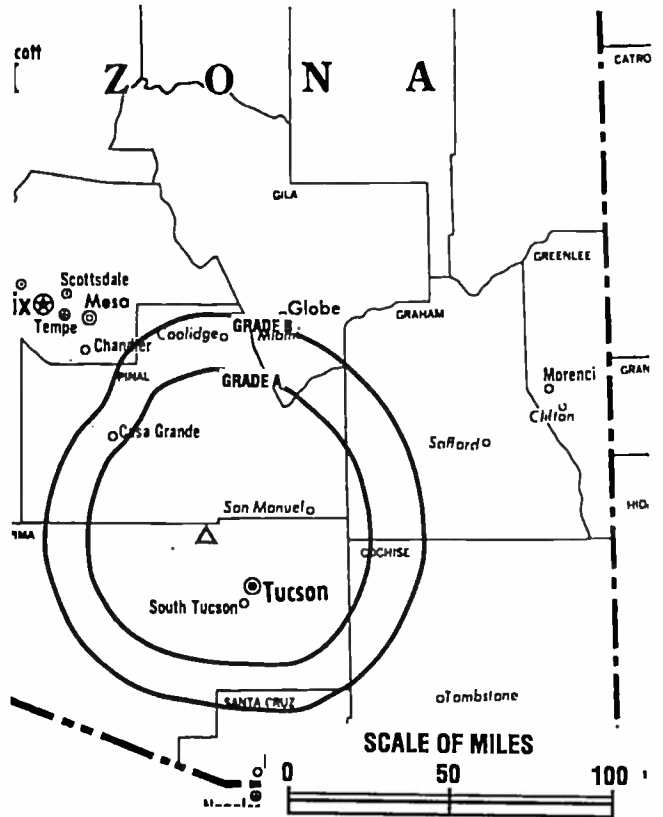 cott
Z O N A
CATRO
GILA
GREENLEE
Scottsdale
IX
Mesa
Tempe
Globe
GRAHAM
Coolidge
GRADE B
Miami
Chandler
PINAL
GRADE A
GRAN
Morenci
Clifton
Casa Grande
Safford
San Manuel
HID
IMA
COCHISE
Tucson
South Tucson
SANTA CRUZ
Tombstone
SCALE OF MILES
0 50 100